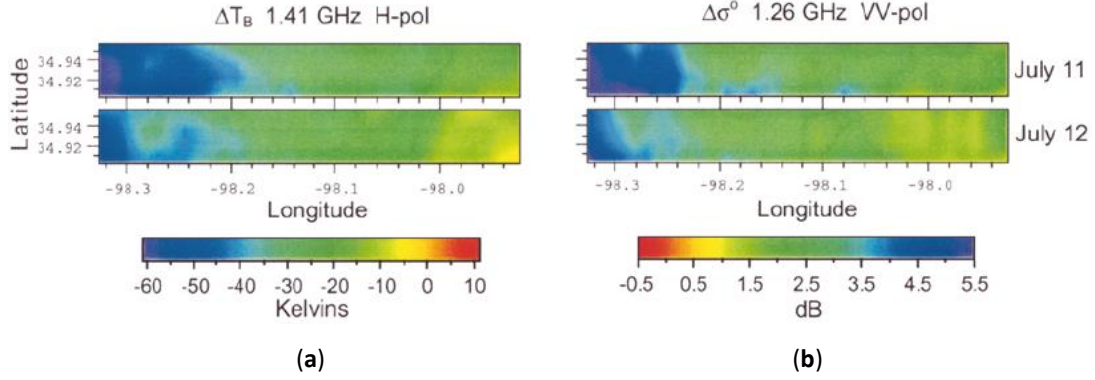 ΔT_B 1.41 GHz H-pol
Δσ° 1.26 GHz VV-pol
Latitude
34.94
34.92
July 11
34.94
34.92
July 12
-98.3 -98.2 -98.1 -98.0
-98.3 -98.2 -98.1 -98.0
Longitude
Longitude
-60 -50 -40 -30 -20 -10 0 10
-0.5 0.5 1.5 2.5 3.5 4.5 5.5
Kelvins
dB
(a)
(b)